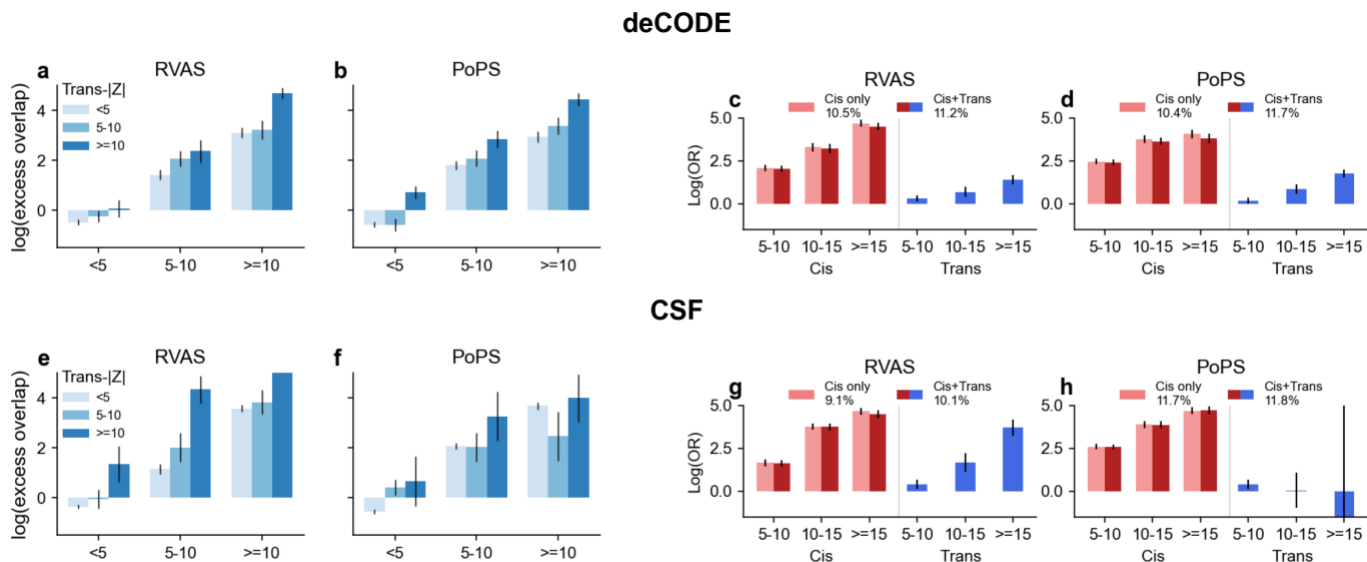 deCODE
a
RVAS
Trans-|Z|
<5
5-10
>=10
log(excess overlap)
4
2
0
<5
5-10
>=10
b
PoPS
<5
5-10
>=10
c
RVAS
Cis only
10.5%
Cis+Trans
11.2%
Log(OR)
5.0
2.5
0.0
5-10 10-15 >=15 5-10 10-15 >=15
Cis Trans
d
PoPS
Cis only
10.4%
Cis+Trans
11.7%
5.0
2.5
0.0
5-10 10-15 >=15 5-10 10-15 >=15
Cis Trans
CSF
e
RVAS
Trans-|Z|
<5
5-10
>=10
log(excess overlap)
4
2
0
<5
5-10
>=10
f
PoPS
<5
5-10
>=10
g
RVAS
Cis only
9.1%
Cis+Trans
10.1%
Log(OR)
5.0
2.5
0.0
5-10 10-15 >=15 5-10 10-15 >=15
Cis Trans
h
PoPS
Cis only
11.7%
Cis+Trans
11.8%
5.0
2.5
0.0
5-10 10-15 >=15 5-10 10-15 >=15
Cis Trans